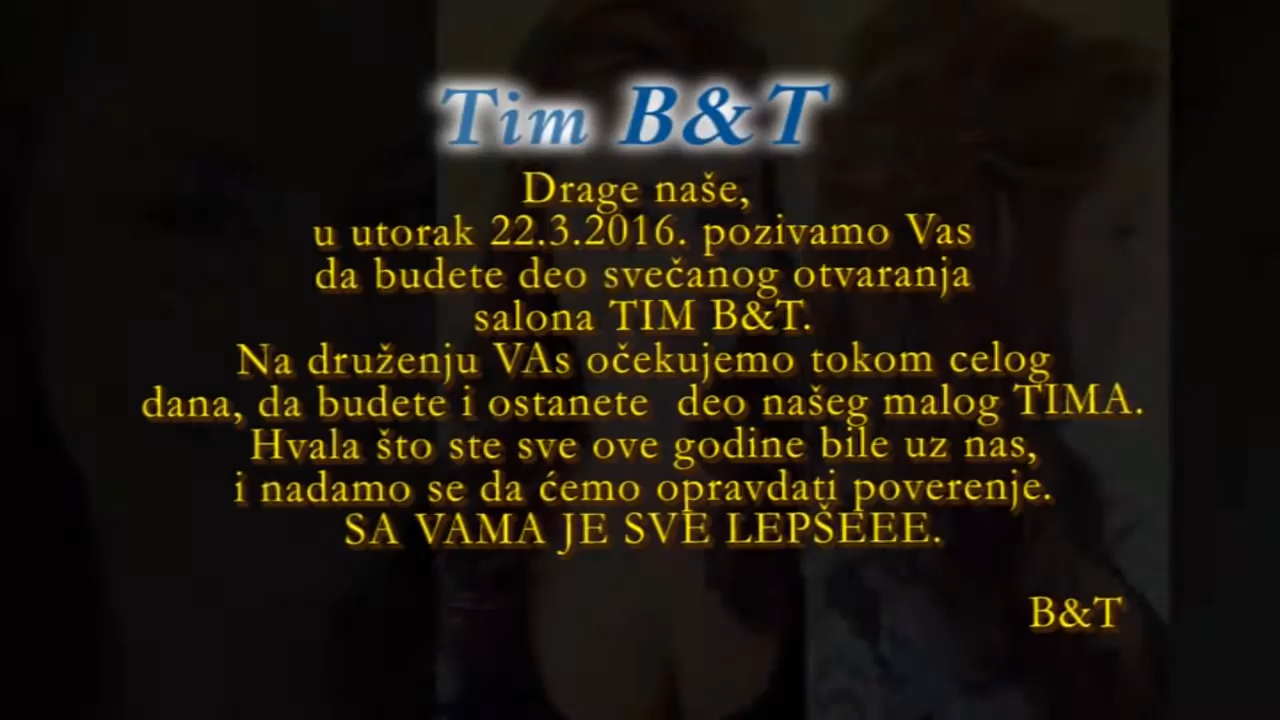 Tim B&T
Drage naše,
u utorak 22.3.2016. pozivamo Vas
da budete deo svečanog otvaranja
salona TIM B&T.
Na druženju VAs očekujemo tokom celog
dana, da budete i ostanete  deo našeg malog TIMA.
Hvala što ste sve ove godine bile uz nas,
i nadamo se da ćemo opravdati poverenje.
SA VAMA JE SVE LEPŠEEE.
B&T